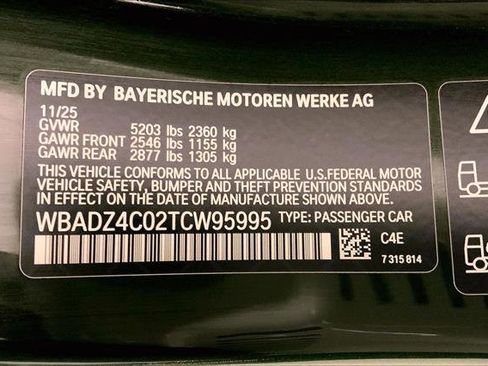 MFD BY BAYERISCHE MOTOREN WERKE AG
11/25
GVWR 5203 lbs 2360 kg
GAWR FRONT 2546 lbs 1155 kg
GAWR REAR 2877 lbs 1305 kg
THIS VEHICLE CONFORMS TO ALL APPLICABLE U.S.FEDERAL MOTOR
VEHICLE SAFETY, BUMPER AND THEFT PREVENTION STANDARDS
IN EFFECT ON THE DATE OF MANUFACTURE SHOWN ABOVE.
WBADZ4C02TCW95995 TYPE: PASSENGER CAR
C4E
7 315 814